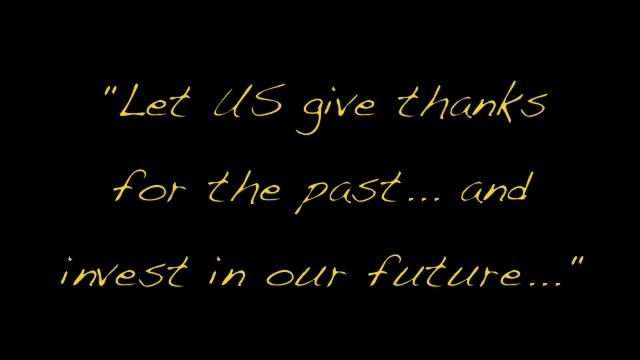 "Let US give thanks
for the past... and
invest in our future..."